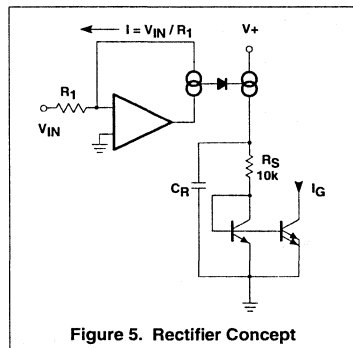 I = VIN / R1
V+
R1
VIN
RS
10k
CR
IG
Figure 5. Rectifier Concept